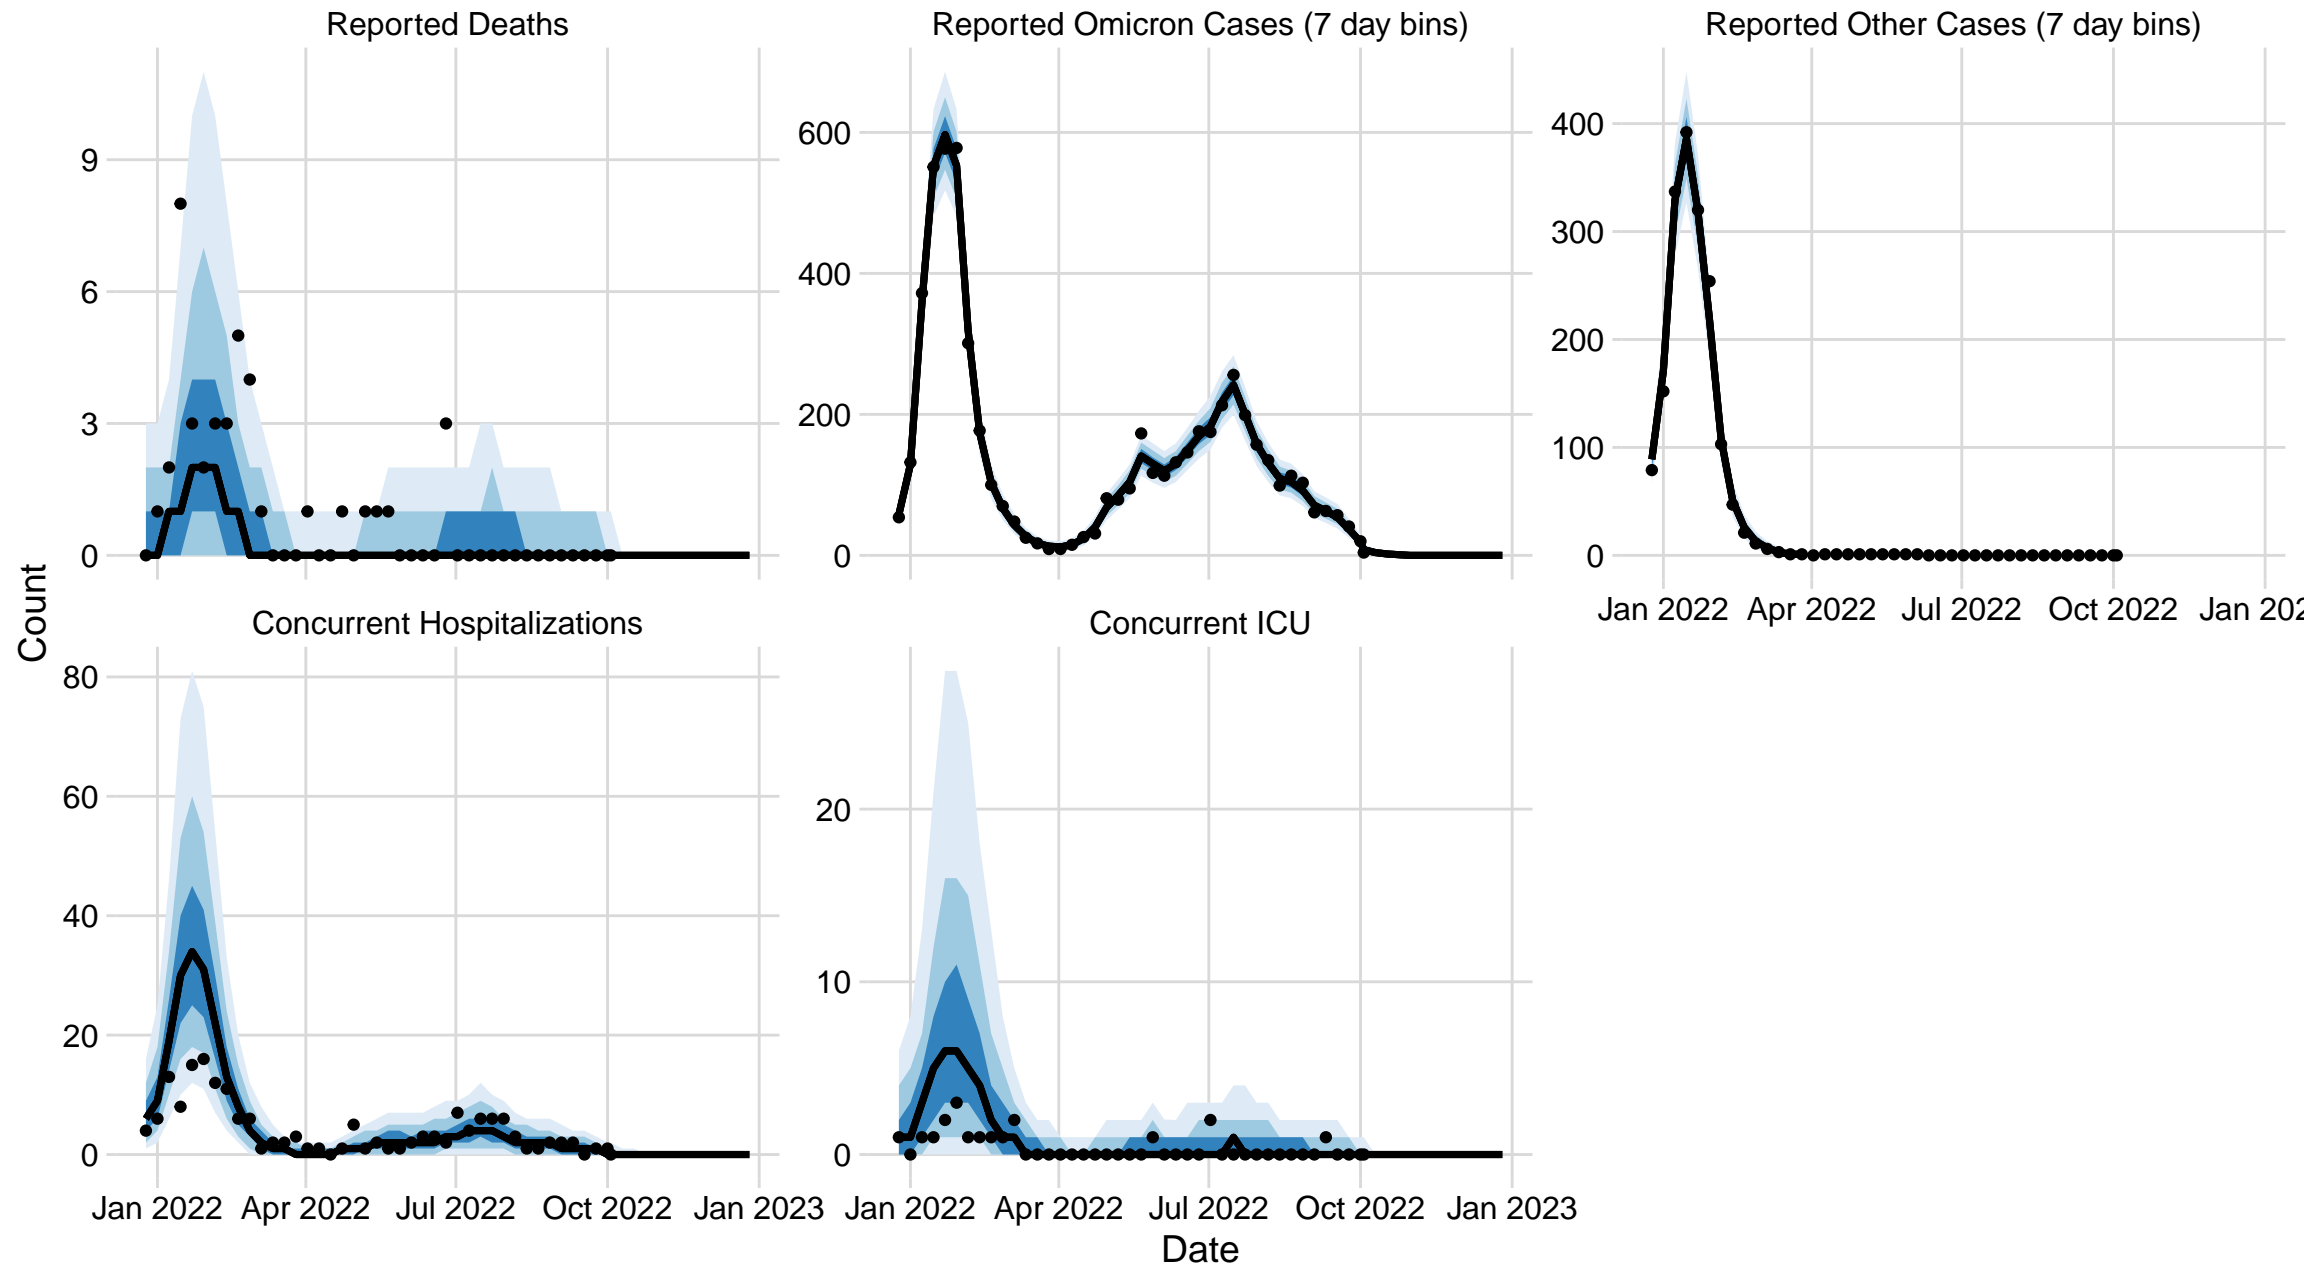 Reported Deaths
Reported Omicron Cases (7 day bins)
Reported Other Cases (7 day bins)
9
6
3
0
600
400
200
0
400
300
200
100
0
Jan 2022 Apr 2022 Jul 2022 Oct 2022 Jan 202
Count
Concurrent Hospitalizations
Concurrent ICU
80
60
40
20
0
20
10
0
Jan 2022 Apr 2022 Jul 2022 Oct 2022 Jan 2023
Jan 2022 Apr 2022 Jul 2022 Oct 2022 Jan 2023
Date